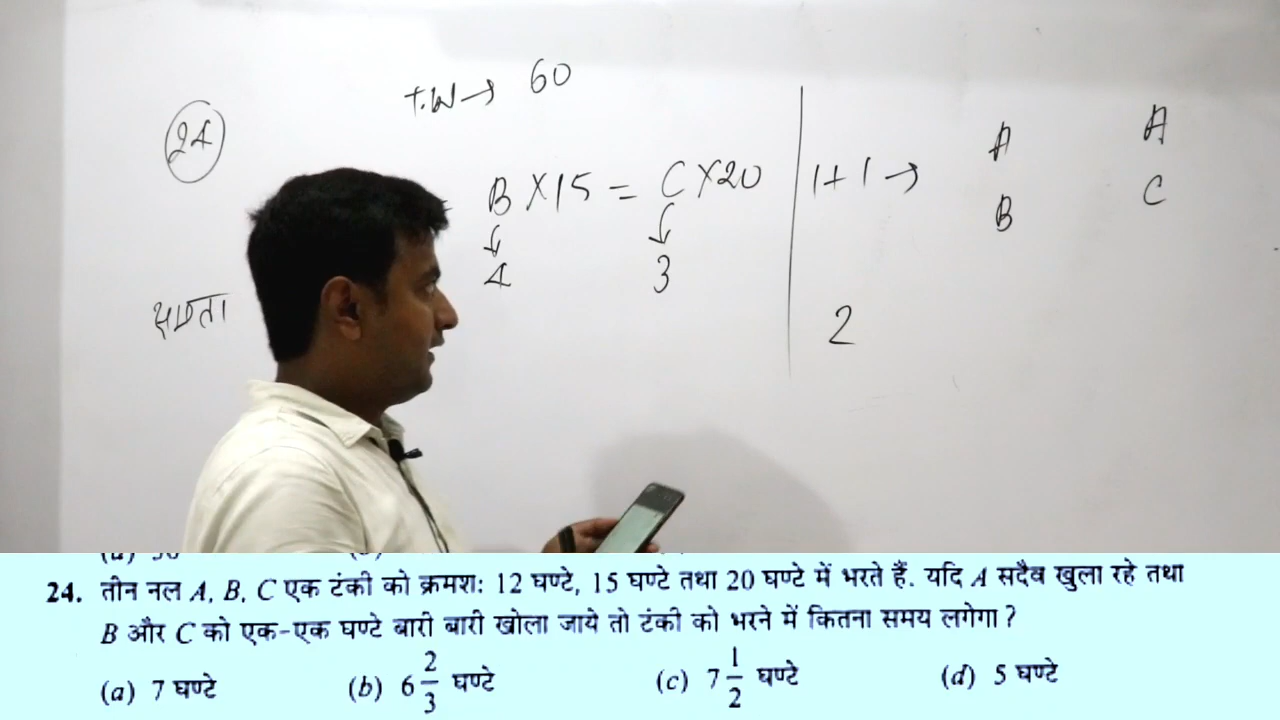 T.W→ 60
24
B×15 = C×20
1+1→
A A
B C
4 3
क्षमता
2
24. तीन नल A, B, C एक टंकी को क्रमश: 12 घण्टे, 15 घण्टे तथा 20 घण्टे में भरते हैं. यदि A सदैव खुला रहे तथा
B और C को एक-एक घण्टे बारी बारी खोला जाये तो टंकी को भरने में कितना समय लगेगा ?
(a) 7 घण्टे (b) 6 2/3 घण्टे (c) 7 1/2 घण्टे (d) 5 घण्टे